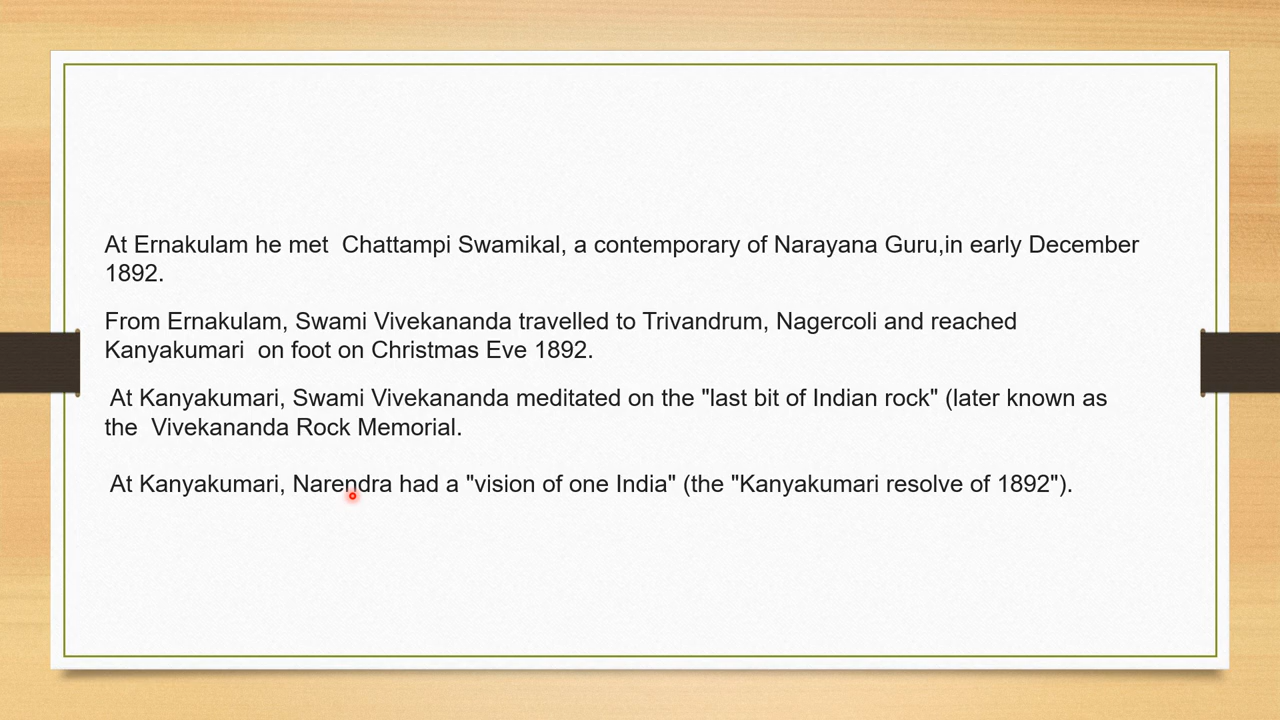 At Ernakulam he met  Chattampi Swamikal, a contemporary of Narayana Guru,in early December
1892.
From Ernakulam, Swami Vivekananda travelled to Trivandrum, Nagercoli and reached
Kanyakumari  on foot on Christmas Eve 1892.
At Kanyakumari, Swami Vivekananda meditated on the "last bit of Indian rock" (later known as
the  Vivekananda Rock Memorial.
At Kanyakumari, Narendra had a "vision of one India" (the "Kanyakumari resolve of 1892").